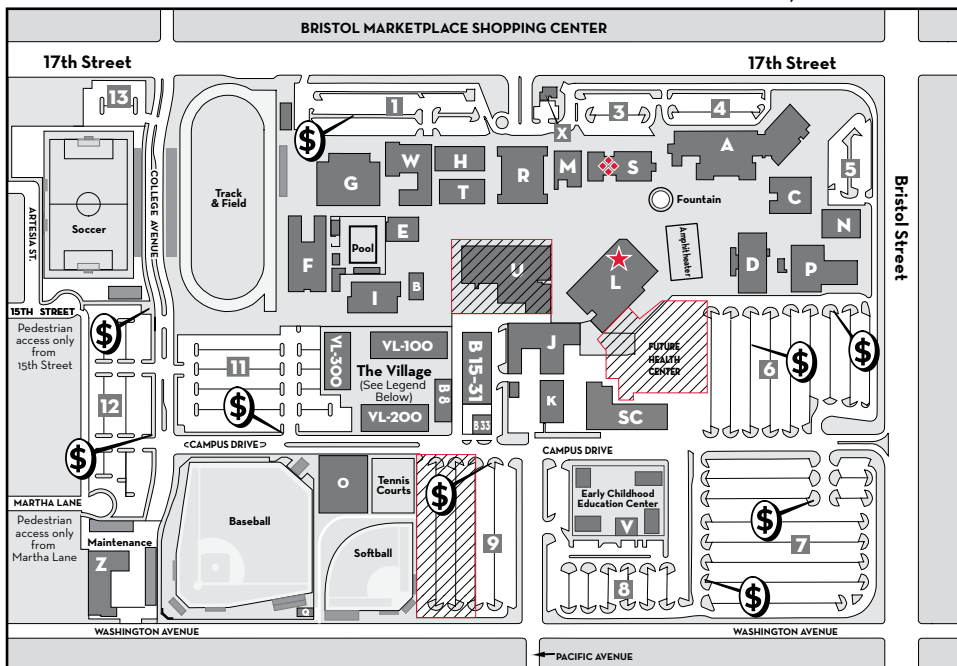 BRISTOL MARKETPLACE SHOPPING CENTER
17th Street
17th Street
13
1
3
4
X
5
A
W
H
M
S
R
G
T
C
Bristol Street
COLLEGE AVENUE
ARTESIA ST.
Track
& Field
Fountain
Soccer
N
E
Pool
Amphitheater
F
U
L
D
P
I
B
15TH STREET
$
$
$
$
Pedestrian
access only
from
15th Street
VL-300
VL-100
J
FUTURE
HEALTH
CENTER
6
11
The Village
(See Legend
Below)
B 15-31
B 8
12
$
K
VL-200
SC
B 33
<CAMPUS DRIVE>
CAMPUS DRIVE
$
O
Tennis
Courts
$
Early Childhood
Education Center
MARTHA LANE
Pedestrian
access only
from
Martha Lane
Baseball
V
$
Maintenance
Softball
9
7
Z
8
$
Q
WASHINGTON AVENUE
WASHINGTON AVENUE
PACIFIC AVENUE